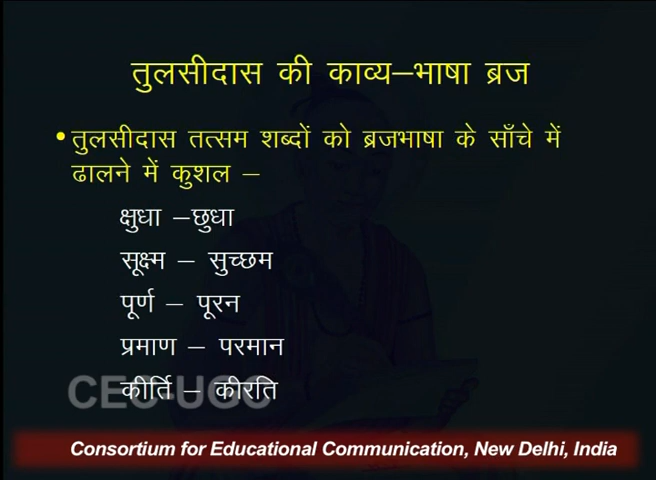 तुलसीदास की काव्य–भाषा ब्रज
• तुलसीदास तत्सम शब्दों को ब्रजभाषा के साँचे में
ढालने में कुशल –
क्षुधा –छुधा
सूक्ष्म – सुच्छम
पूर्ण – पूरन
प्रमाण – परमान
कीर्ति – कीरति
CEC-UGC
Consortium for Educational Communication, New Delhi, India